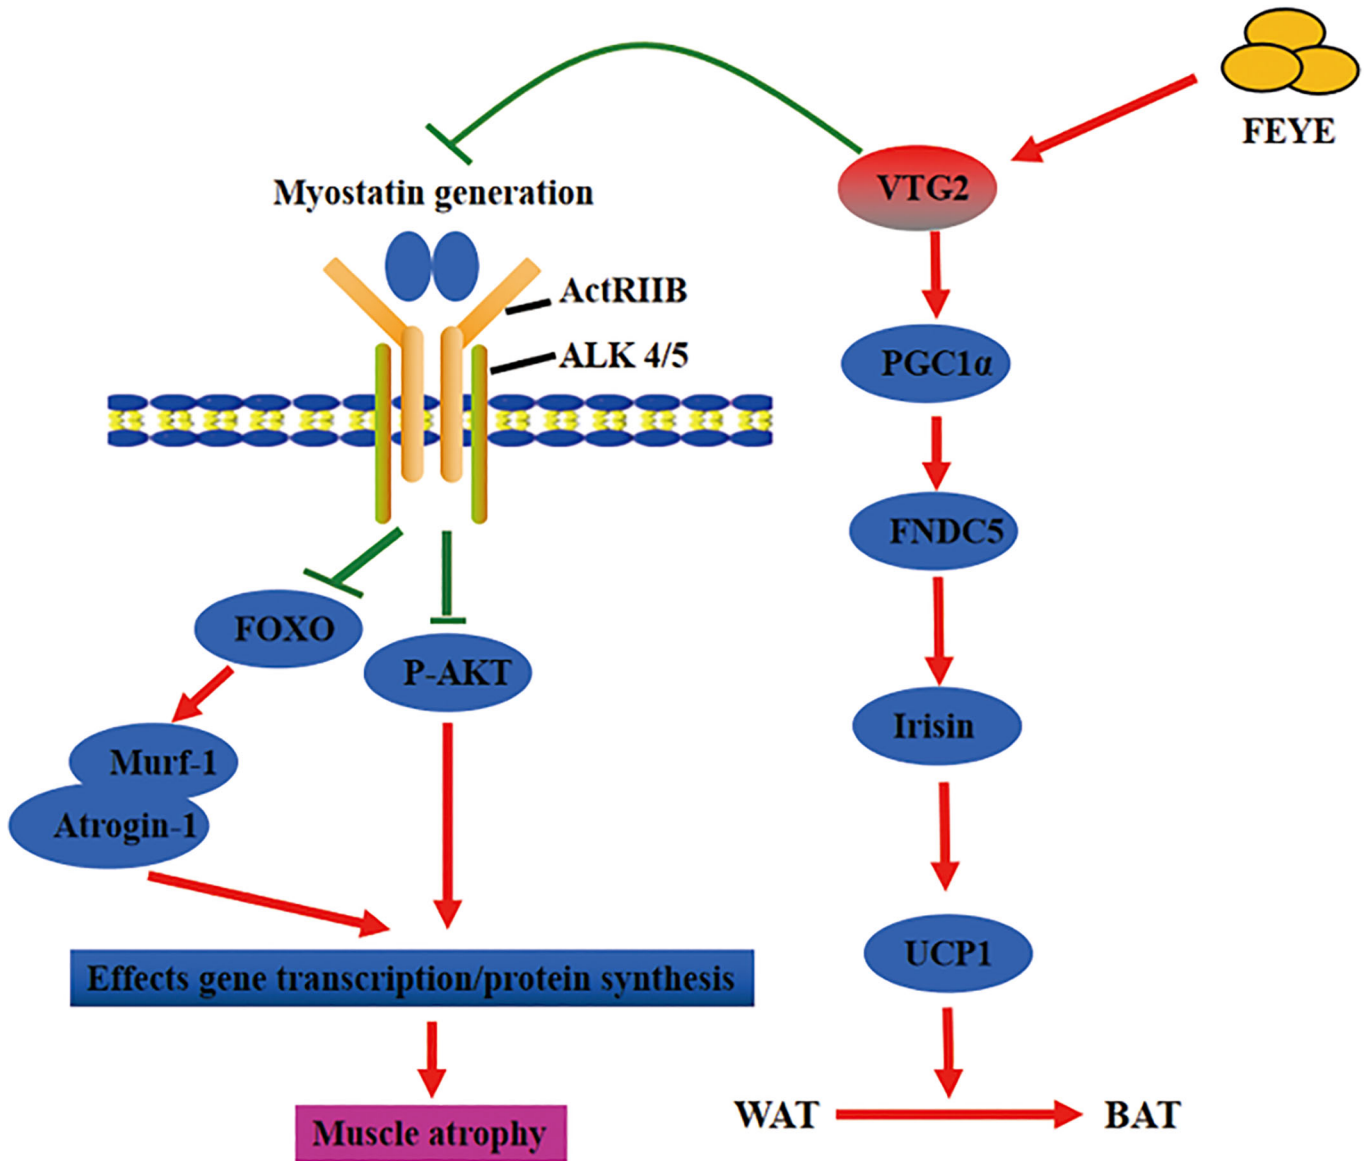 FEYE
VTG2
Myostatin generation
ActRIIB
ALK 4/5
PGC1α
FNDC5
FOXO
P-AKT
Irisin
Murf-1
Atrogin-1
UCP1
Effects gene transcription/protein synthesis
WAT
BAT
Muscle atrophy